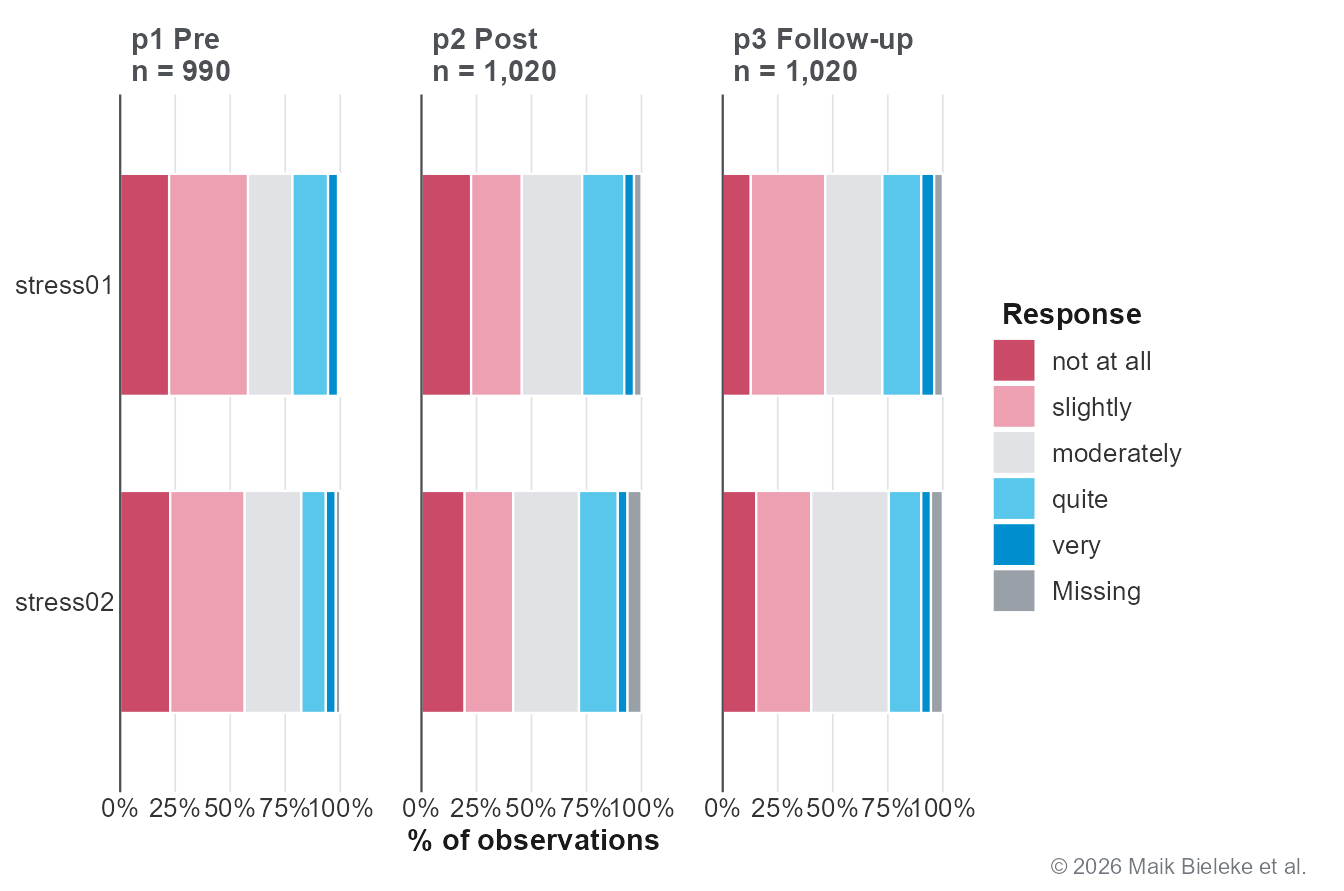 p1 Pre
n = 990
p2 Post
n = 1,020
p3 Follow-up
n = 1,020
stress01
stress02
0% 25% 50% 75% 100%
0% 25% 50% 75% 100%
0% 25% 50% 75% 100%
% of observations
Response
not at all
slightly
moderately
quite
very
Missing
© 2026 Maik Bieleke et al.